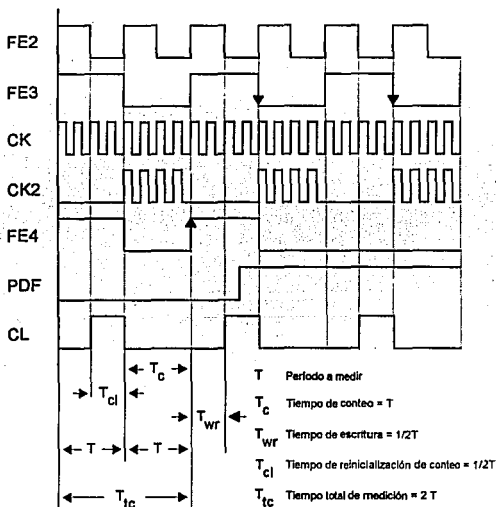 FE2
FE3
CK
CK2
FE4
PDF
CL
T Período a medir
Tc Tiempo de conteo = T
Tc
Tcl
Twr
Twr Tiempo de escritura = 1/2T
T T
Tcl Tiempo de reinicialización de conteo = 1/2T
Ttc
Ttc Tiempo total de medición = 2 T